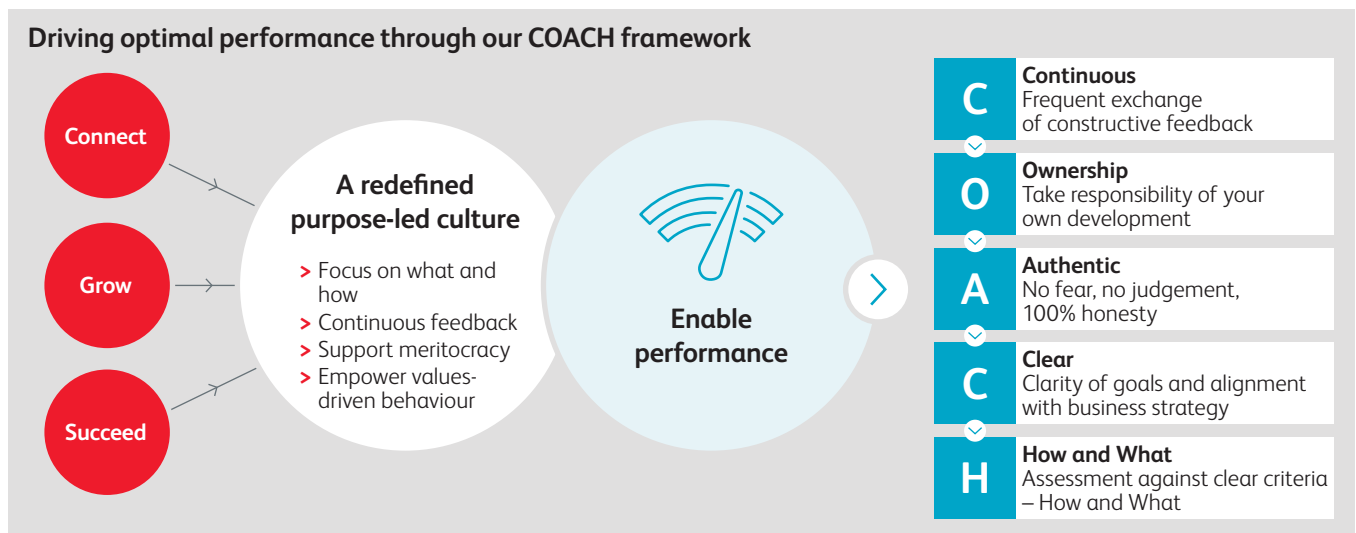 Driving optimal performance through our COACH framework
Connect
Grow
Succeed
A redefined
purpose-led culture
> Focus on what and
how
> Continuous feedback
> Support meritocracy
> Empower values-
driven behaviour
Enable
performance
C
Continuous
Frequent exchange
of constructive feedback
O
Ownership
Take responsibility of your
own development
A
Authentic
No fear, no judgement,
100% honesty
C
Clear
Clarity of goals and alignment
with business strategy
H
How and What
Assessment against clear criteria
– How and What